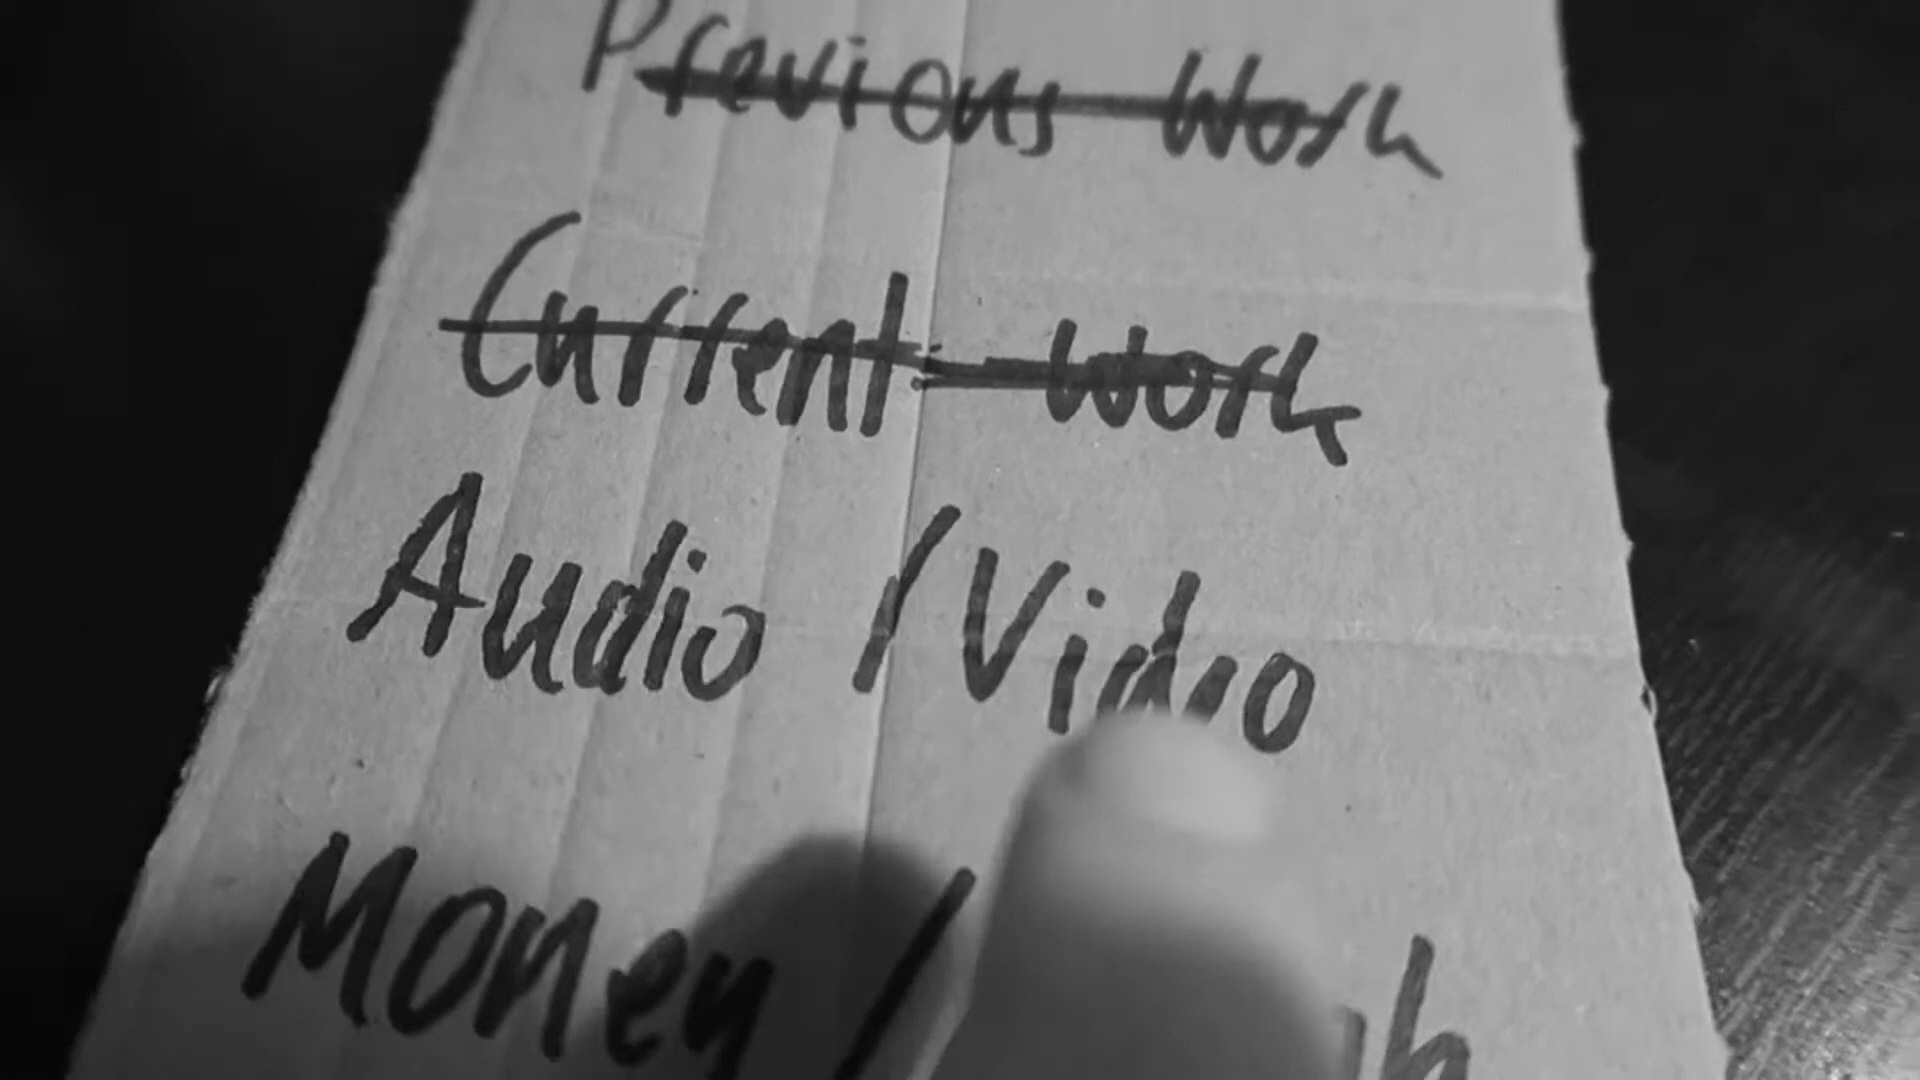 Previous Work
Current Work
Audio / Video
Money /